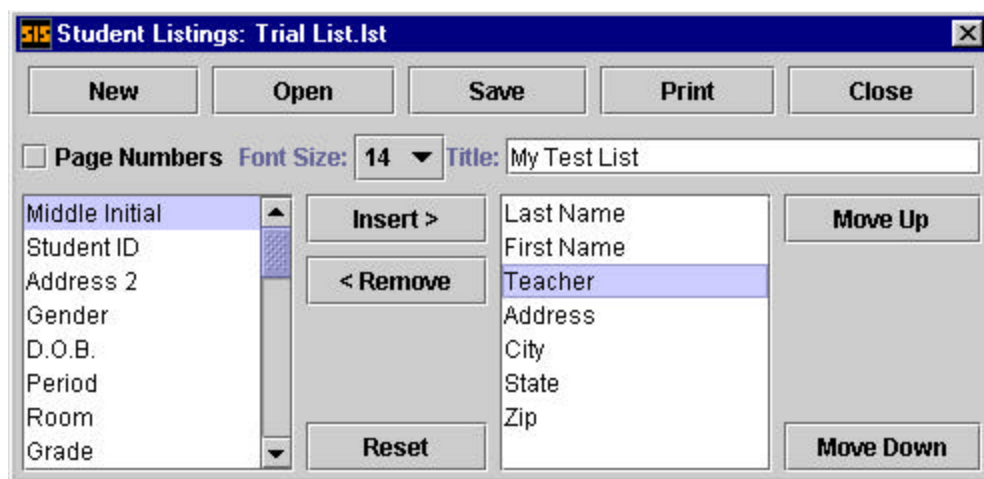 SIS Student Listings: Trial List.lst
New Open Save Print Close
Page Numbers Font Size: 14 Title: My Test List
Middle Initial
Student ID
Address 2
Gender
D.O.B.
Period
Room
Grade
Insert >
< Remove
Reset
Last Name
First Name
Teacher
Address
City
State
Zip
Move Up
Move Down